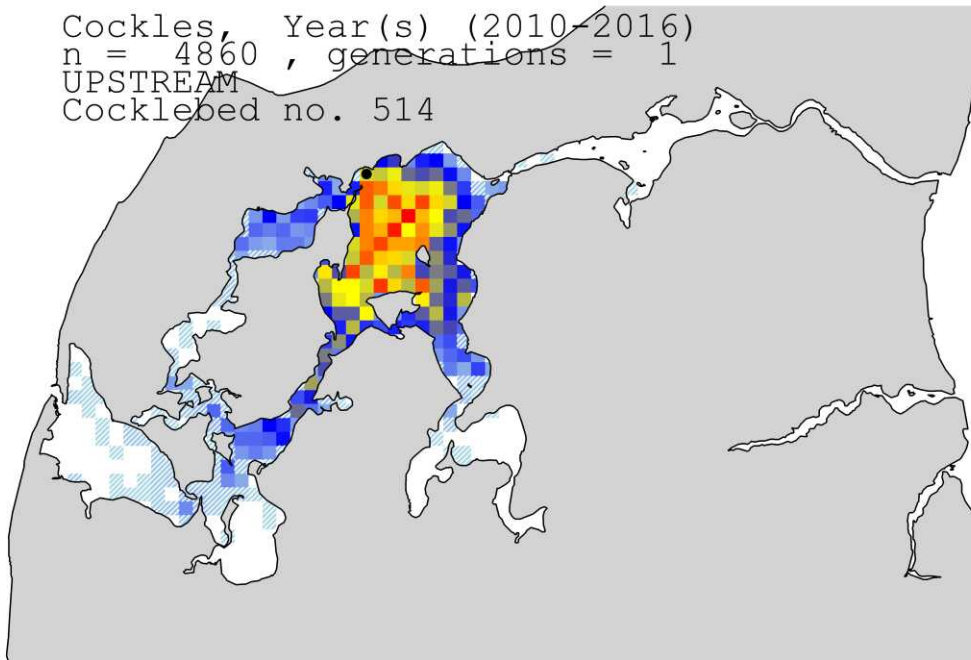 Cockles, Year(s) (2010-2016)
n = 4860 , generations = 1
UPSTREAM
Cocklebed no. 514